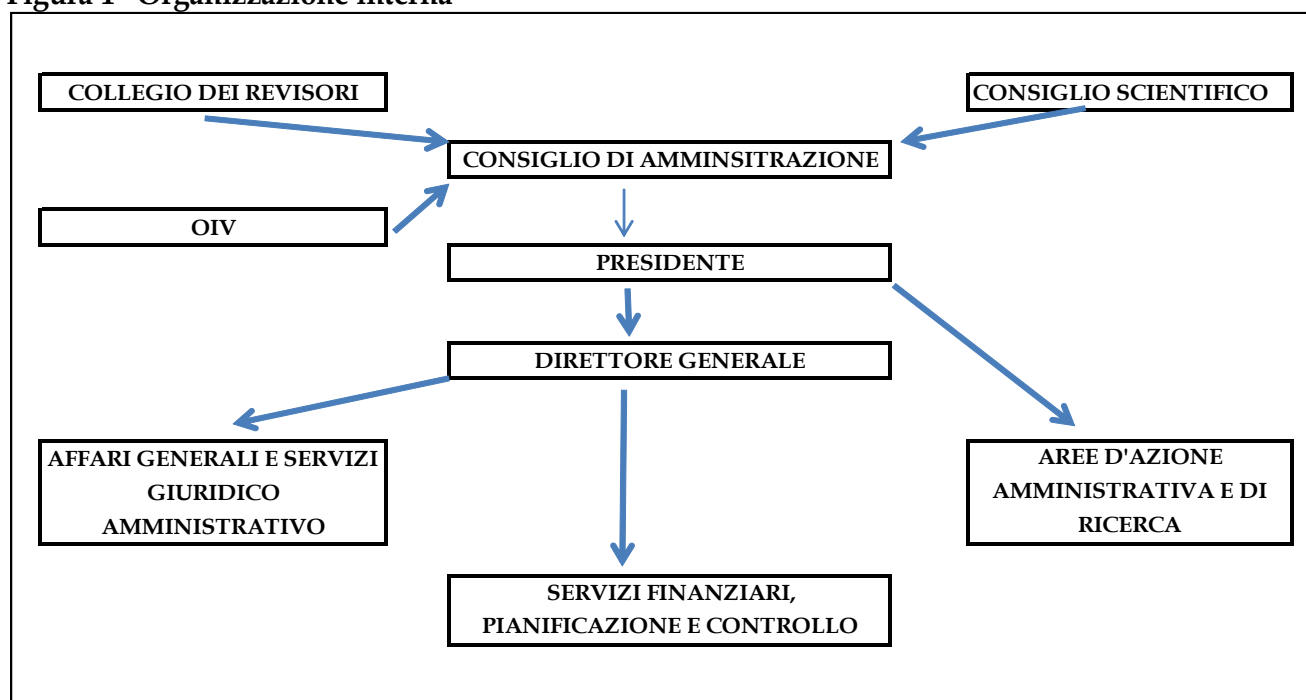 Figura 1 - Organizzazione interna
COLLEGIO DEI REVISORI
CONSIGLIO SCIENTIFICO
CONSIGLIO DI AMMINSITRAZIONE
OIV
PRESIDENTE
DIRETTORE GENERALE
AFFARI GENERALI E SERVIZI
GIURIDICO
AMMINISTRATIVO
AREE D'AZIONE
AMMINISTRATIVA E DI
RICERCA
SERVIZI FINANZIARI,
PIANIFICAZIONE E CONTROLLO